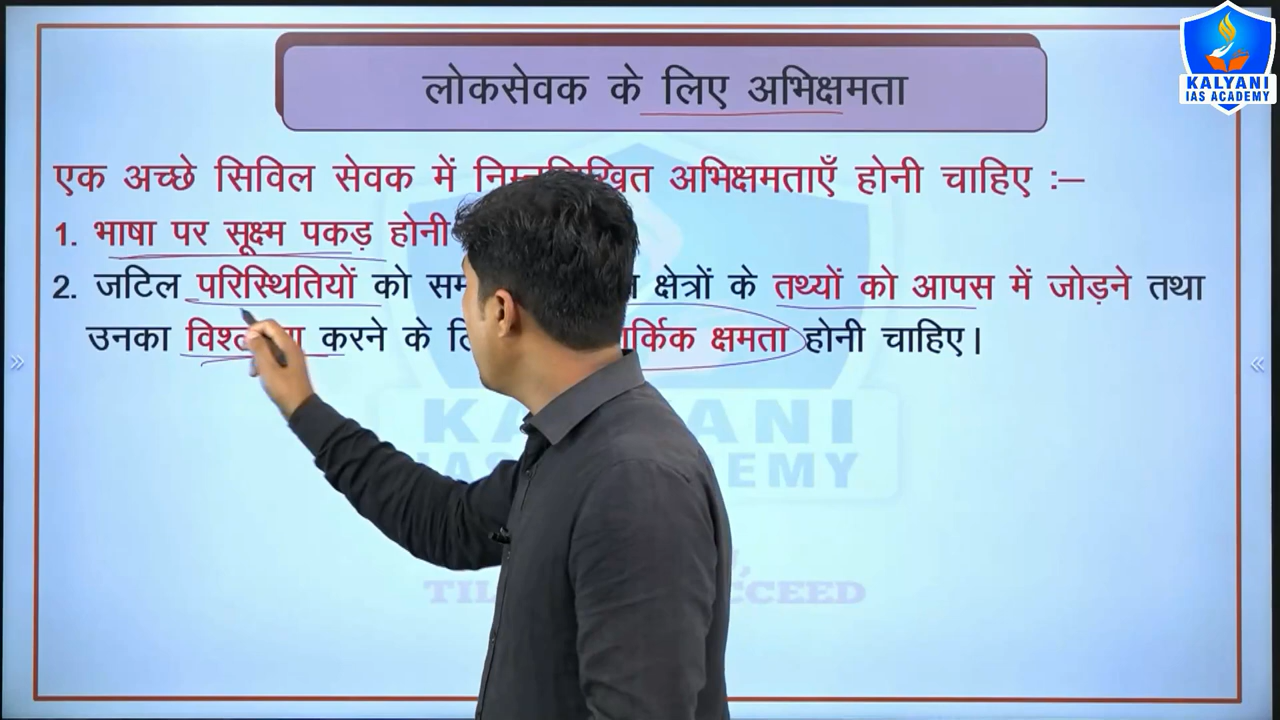 KALYANI
IAS ACADEMY
लोकसेवक के लिए अभिक्षमता
एक अच्छे सिविल सेवक में अभिक्षमताएँ होनी चाहिए :–
1. भाषा पर सूक्ष्म पकड़ होनी
2. जटिल परिस्थितियों को क्षेत्रों के तथ्यों को आपस में जोड़ने तथा
उनका करने के क्षमता होनी चाहिए।